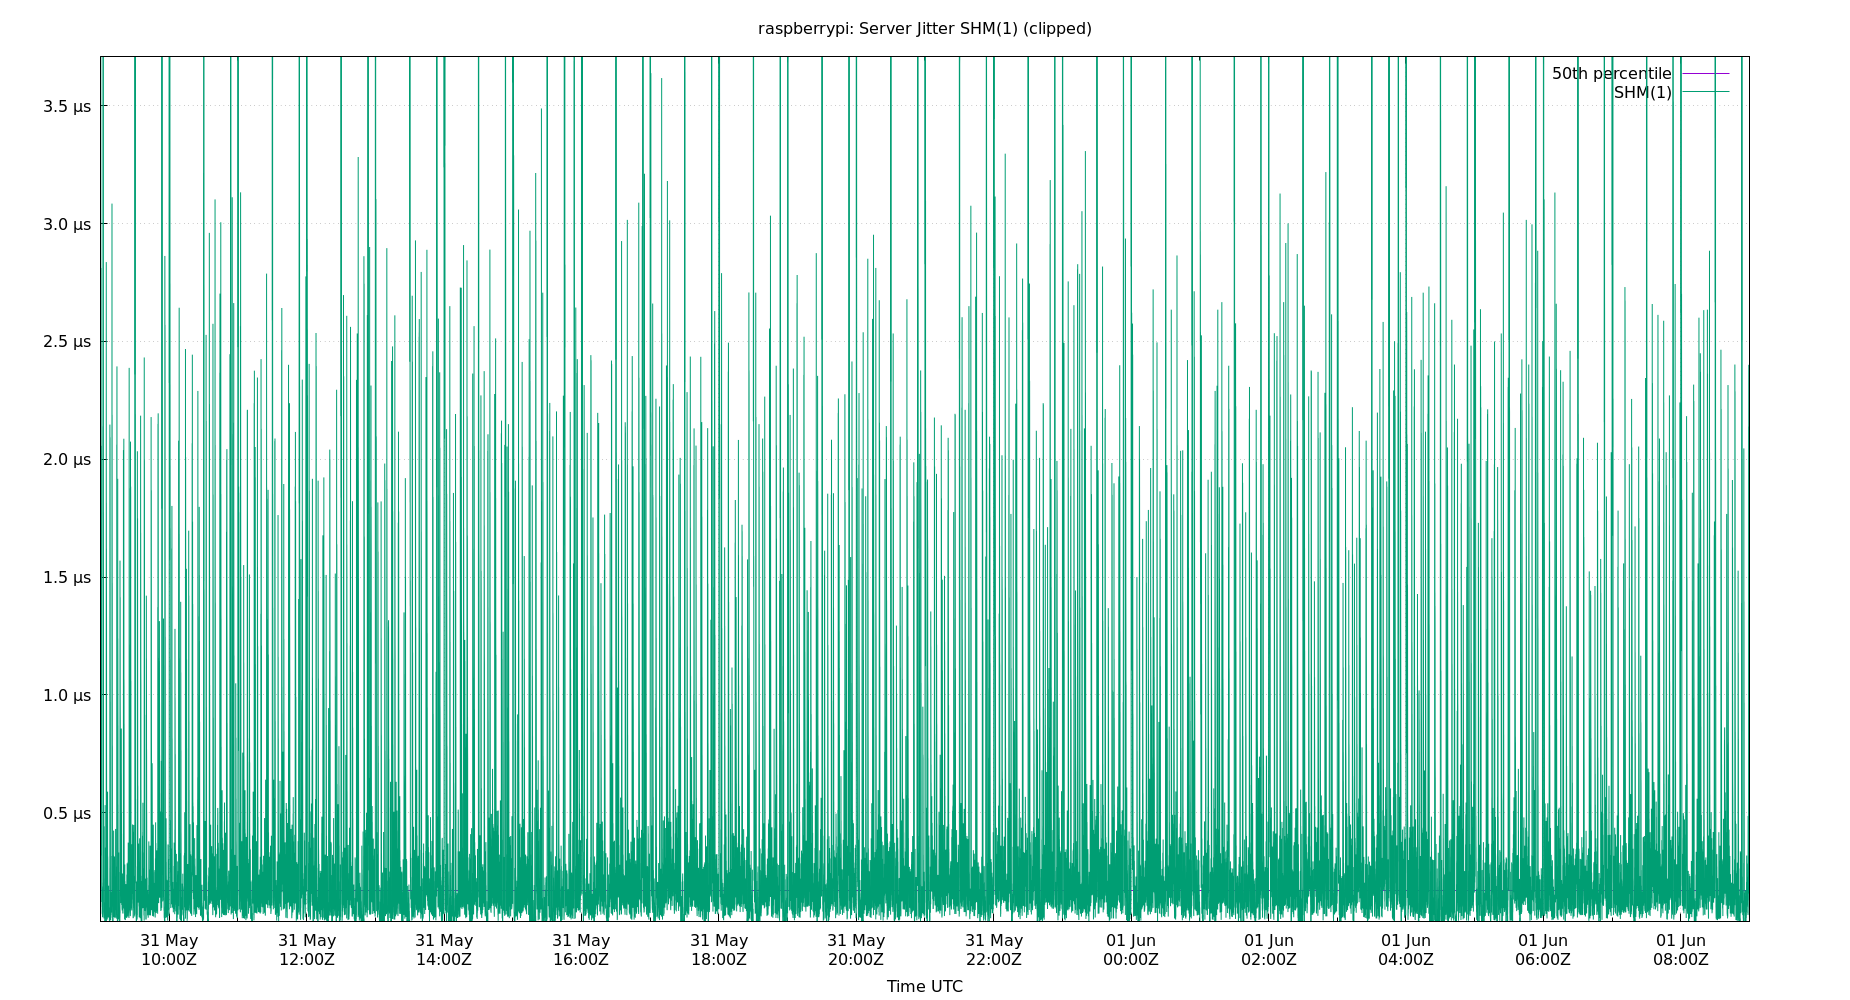 raspberrypi: Server Jitter SHM(1) (clipped)
50th percentile
SHM(1)
3.5 µs
3.0 µs
2.5 µs
2.0 µs
1.5 µs
1.0 µs
0.5 µs
31 May 31 May 31 May 31 May 31 May 31 May 31 May 01 Jun 01 Jun 01 Jun 01 Jun 01 Jun
10:00Z 12:00Z 14:00Z 16:00Z 18:00Z 20:00Z 22:00Z 00:00Z 02:00Z 04:00Z 06:00Z 08:00Z
Time UTC